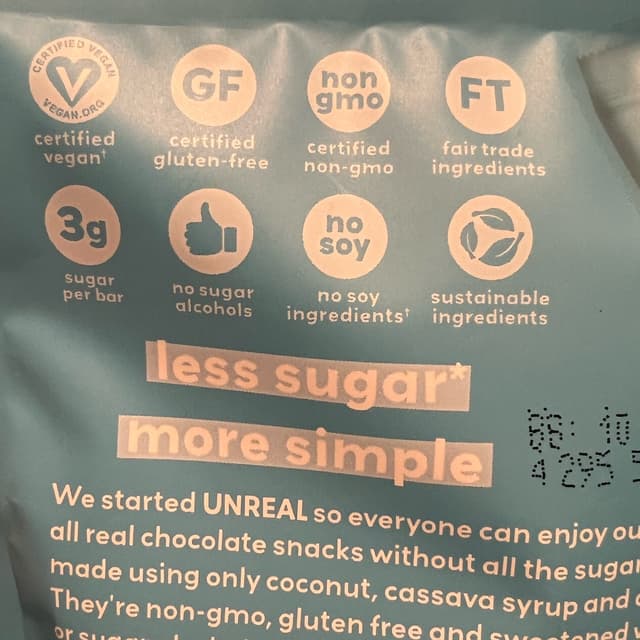 CERTIFIED VEGAN
V
VEGAN.ORG
GF
non
gmo
FT
certified
vegan†
certified
gluten-free
certified
non-gmo
fair trade
ingredients
3g
no
soy
sugar
per bar
no sugar
alcohols
no soy
ingredients†
sustainable
ingredients
less sugar*
more simple
BB:
A 295
We started UNREAL so everyone can enjoy
all real chocolate snacks without all the
made using only coconut, cassava syrup and
They're non-gmo, gluten free and
or